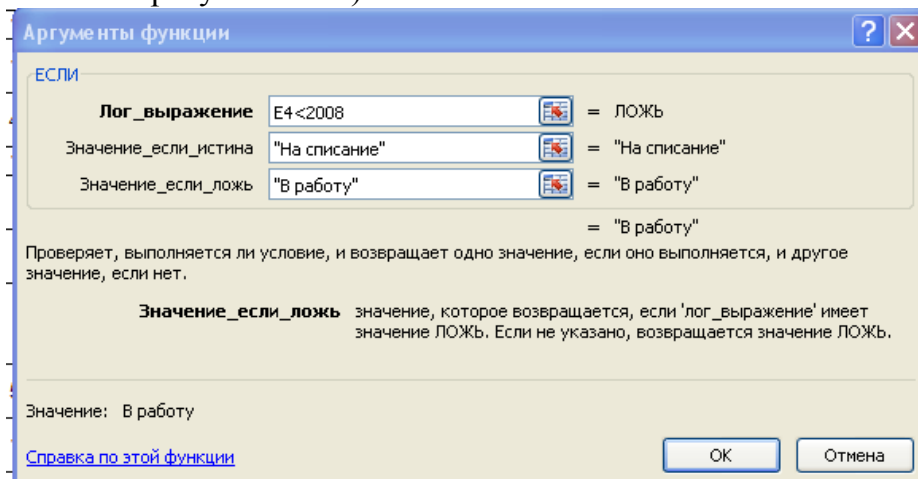 Аргументы функции
ЕСЛИ
Лог_выражение E4<2008 = ЛОЖЬ
Значение_если_истина "На списание" = "На списание"
Значение_если_ложь "В работу" = "В работу"
= "В работу"
Проверяет, выполняется ли условие, и возвращает одно значение, если оно выполняется, и другое
значение, если нет.
Значение_если_ложь значение, которое возвращается, если 'лог_выражение' имеет
значение ЛОЖЬ. Если не указано, возвращается значение ЛОЖЬ.
Значение: В работу
Справка по этой функции
ОК Отмена